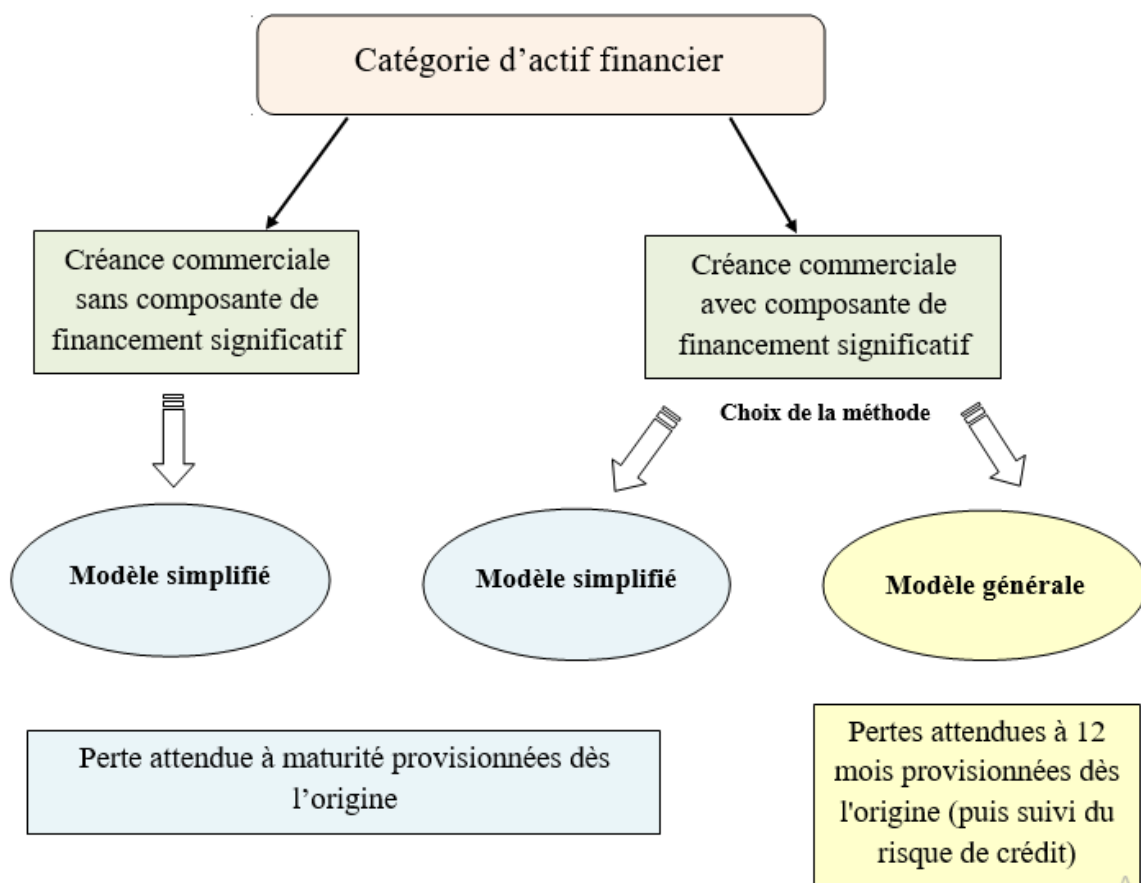 Catégorie d’actif financier
Créance commerciale
sans composante de
financement significatif
Créance commerciale
avec composante de
financement significatif
Choix de la méthode
Modèle simplifié
Modèle simplifié
Modèle générale
Perte attendue à maturité provisionnées dès
l’origine
Pertes attendues à 12
mois provisionnées dès
l'origine (puis suivi du
risque de crédit)